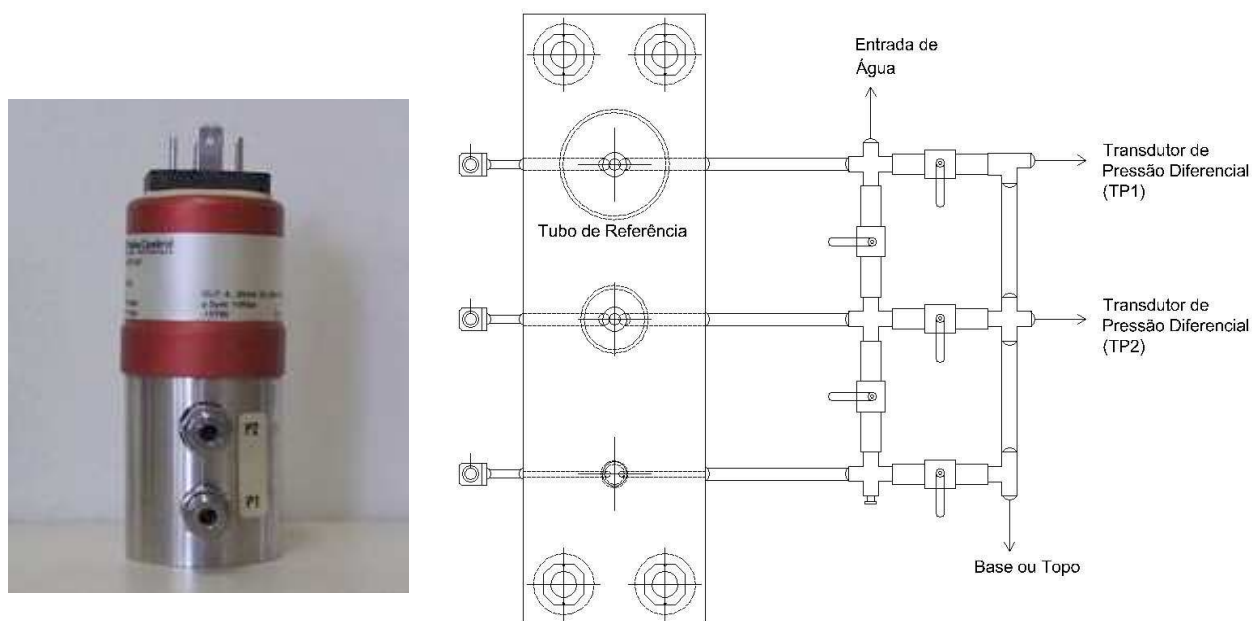 P2
P1
Entrada de
Água
Transdutor de
Pressão Diferencial
(TP1)
Tubo de Referência
Transdutor de
Pressão Diferencial
(TP2)
Base ou Topo